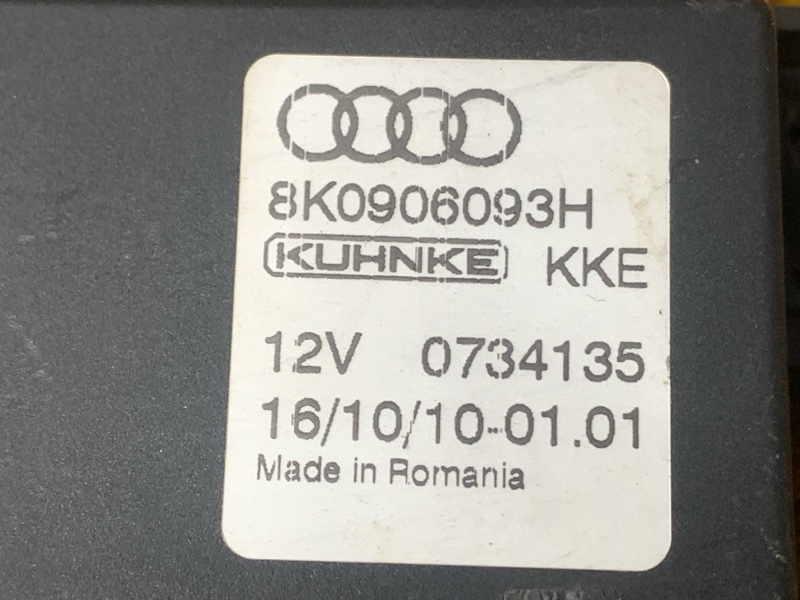 8K0906093H
KUHNKE KKE
12V 0734135
16/10/10-01.01
Made in Romania